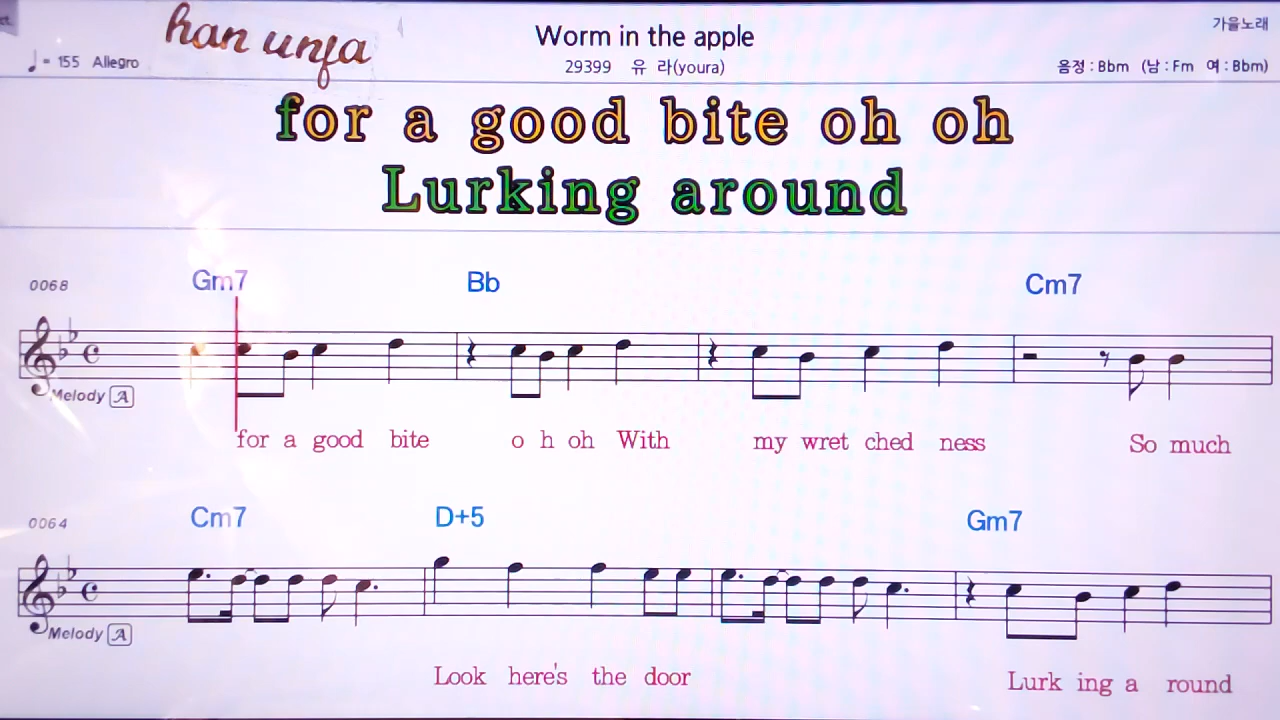 han unja
Worm in the apple
가을노래
♩= 155 Allegro
29399 유 라(youra)
음정 : Bbm (남 : Fm 여 : Bbm)
for a good bite oh oh
Lurking around
0068 Gm7 Bb Cm7
Melody A
for a good bite o h oh With my wret ched ness So much
0064 Cm7 D+5 Gm7
Melody A
Look here's the door Lurk ing a round